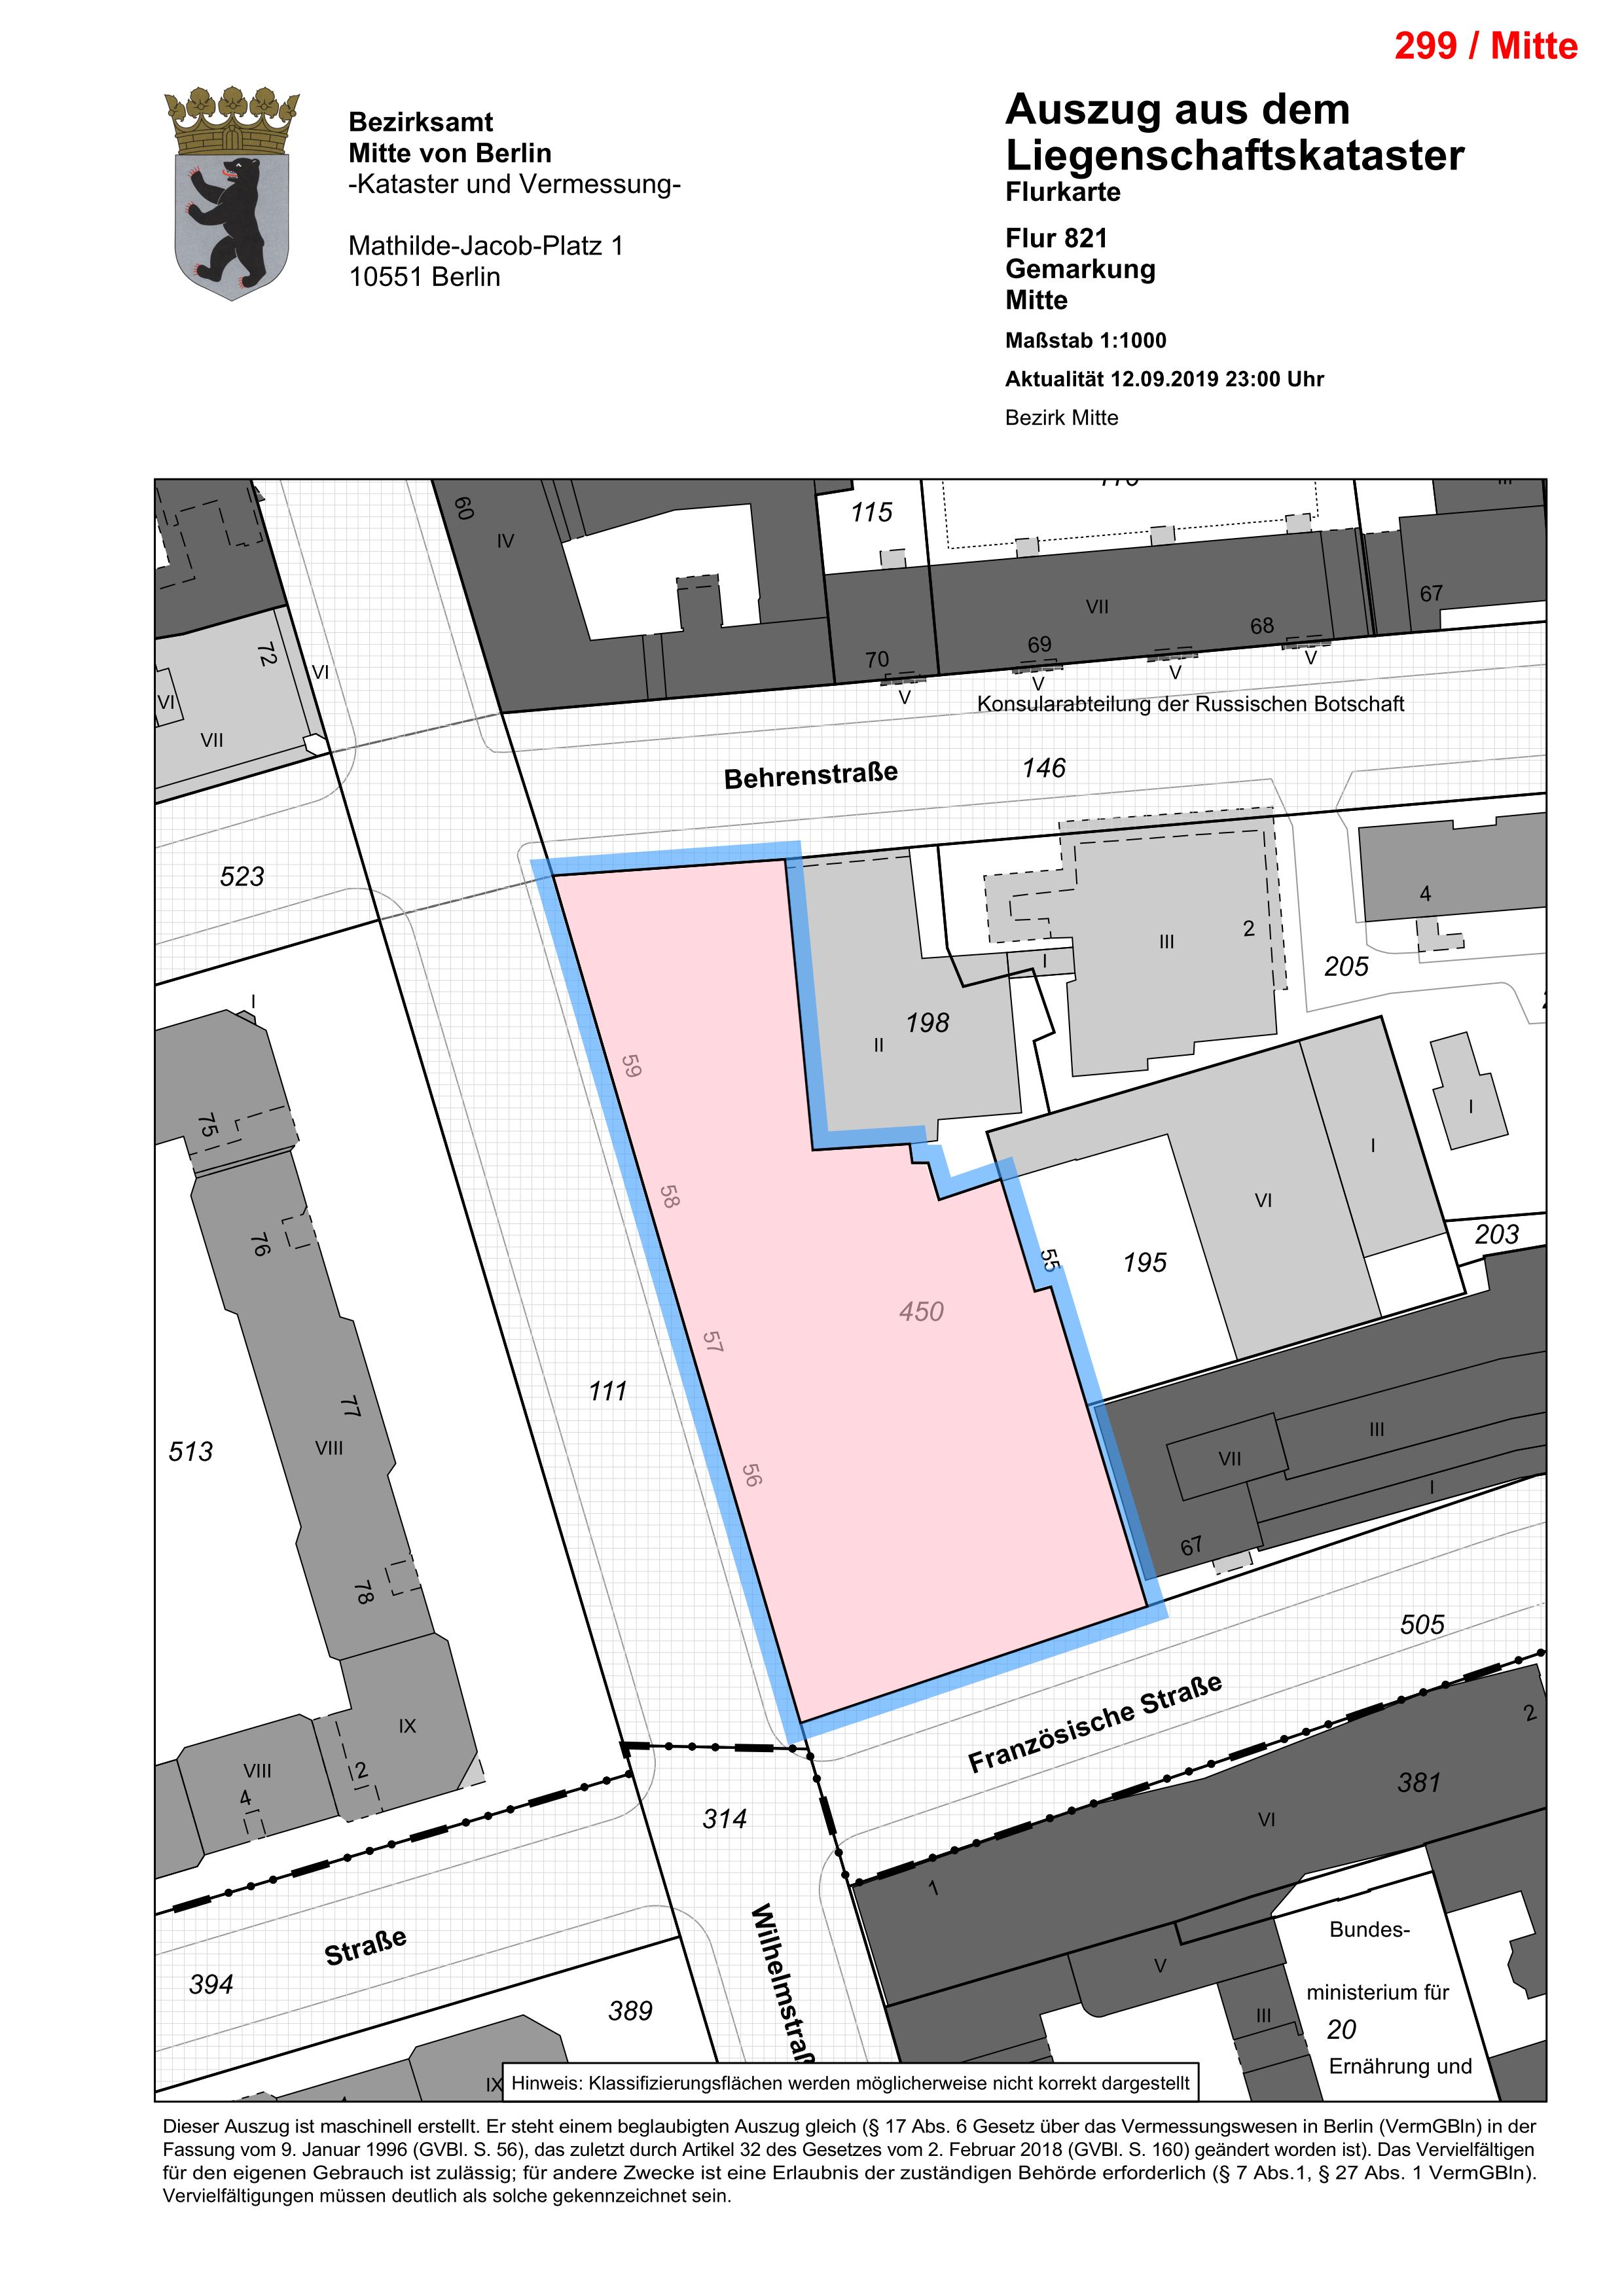 299 / Mitte
Bezirksamt
Mitte von Berlin
-Kataster und Vermessung-
Mathilde-Jacob-Platz 1
10551 Berlin
Auszug aus dem
Liegenschaftskataster
Flurkarte
Flur 821
Gemarkung
Mitte
Maßstab 1:1000
Aktualität 12.09.2019 23:00 Uhr
Bezirk Mitte
60
IV
115
VII
67
72
VI
VI
VII
70
69
68
V
V
V
V
Konsularabteilung der Russischen Botschaft
Behrenstraße
146
523
4
III
2
I
205
I
198
II
59
75
I
I
58
VI
203
76
55
195
450
57
111
77
513
VIII
III
VII
56
I
67
78
505
Französische Straße
IX
2
VIII
2
4
381
314
VI
1
Wilhelmstraß
Bundes-
Straße
V
394
ministerium für
389
III
20
Ernährung und
IX
Hinweis: Klassifizierungsflächen werden möglicherweise nicht korrekt dargestellt
Dieser Auszug ist maschinell erstellt. Er steht einem beglaubigten Auszug gleich (§ 17 Abs. 6 Gesetz über das Vermessungswesen in Berlin (VermGBln) in der
Fassung vom 9. Januar 1996 (GVBl. S. 56), das zuletzt durch Artikel 32 des Gesetzes vom 2. Februar 2018 (GVBl. S. 160) geändert worden ist). Das Vervielfältigen
für den eigenen Gebrauch ist zulässig; für andere Zwecke ist eine Erlaubnis der zuständigen Behörde erforderlich (§ 7 Abs.1, § 27 Abs. 1 VermGBln).
Vervielfältigungen müssen deutlich als solche gekennzeichnet sein.